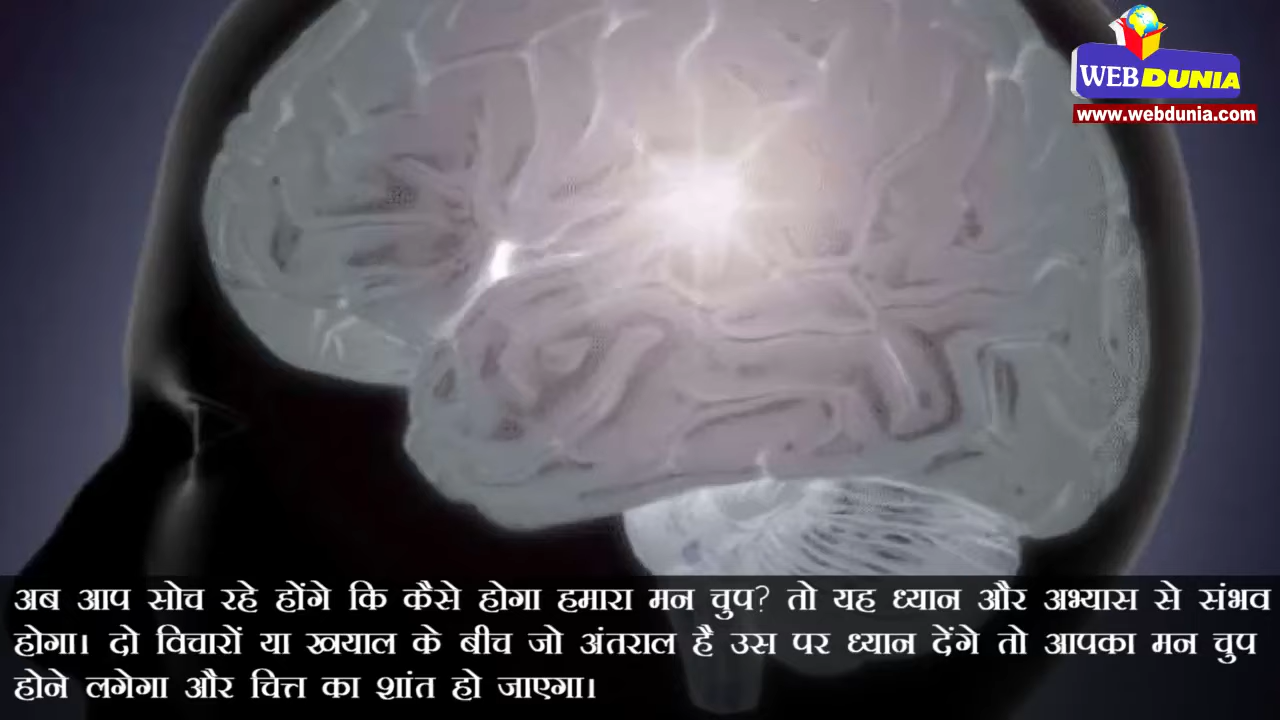 WEBDUNIA
www.webdunia.com
अब आप सोच रहे होंगे कि कैसे होगा हमारा मन चुप? तो यह ध्यान और अभ्यास से संभव
होगा। दो विचारों या खयाल के बीच जो अंतराल है उस पर ध्यान देंगे तो आपका मन चुप
होने लगेगा और चित्त का शांत हो जाएगा।